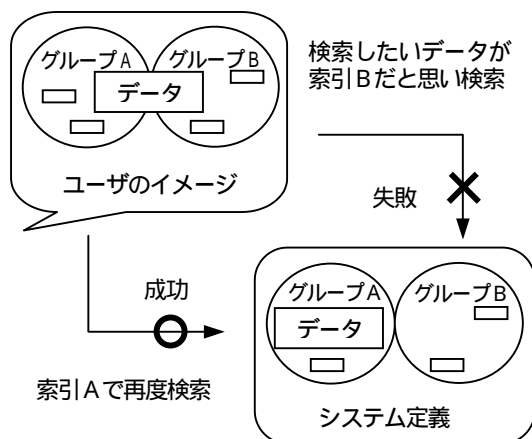 グループA
グループB
データ
ユーザのイメージ
検索したいデータが
索引Bだと思い検索
失敗
成功
索引Aで再度検索
グループA
グループB
データ
システム定義